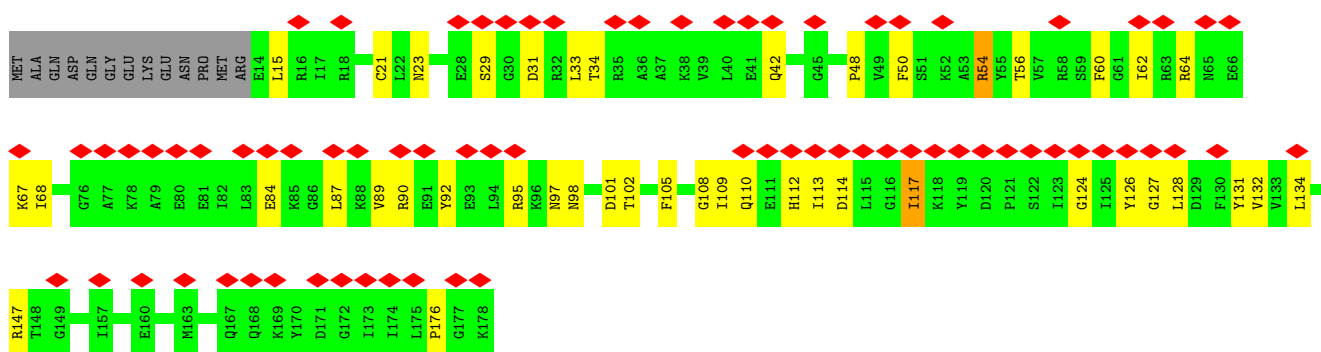 MET ALA GLN ASP GLN GLY GLU LYS GLU ASN PRO MET ARG E14 L15 R16 I17 R18 C21 L22 N23 E28 S29 G30 D31 R32 L33 T34 R35 A36 A37 K38 V39 L40 E41 Q42 G45 P48 V49 F50 S51 K52 A53 R54 Y55 T56 V57 R58 S59 F60 G61 I62 R63 R64 N65 E66
K67 I68 G76 A77 K78 A79 E80 E81 I82 L83 E84 K85 G86 L87 K88 V89 R90 E91 Y92 E93 L94 R95 K96 N97 N98 D101 T102 F105 G108 I109 Q110 E111 H112 I113 D114 L115 G116 I117 K118 Y119 D120 P121 S122 I123 G124 I125 Y126 G127 L128 D129 F130 Y131 V132 V133 L134
R147 T148 G149 I157 E160 M163 Q167 Q168 K169 Y170 D171 G172 I173 I174 L175 P176 G177 K178